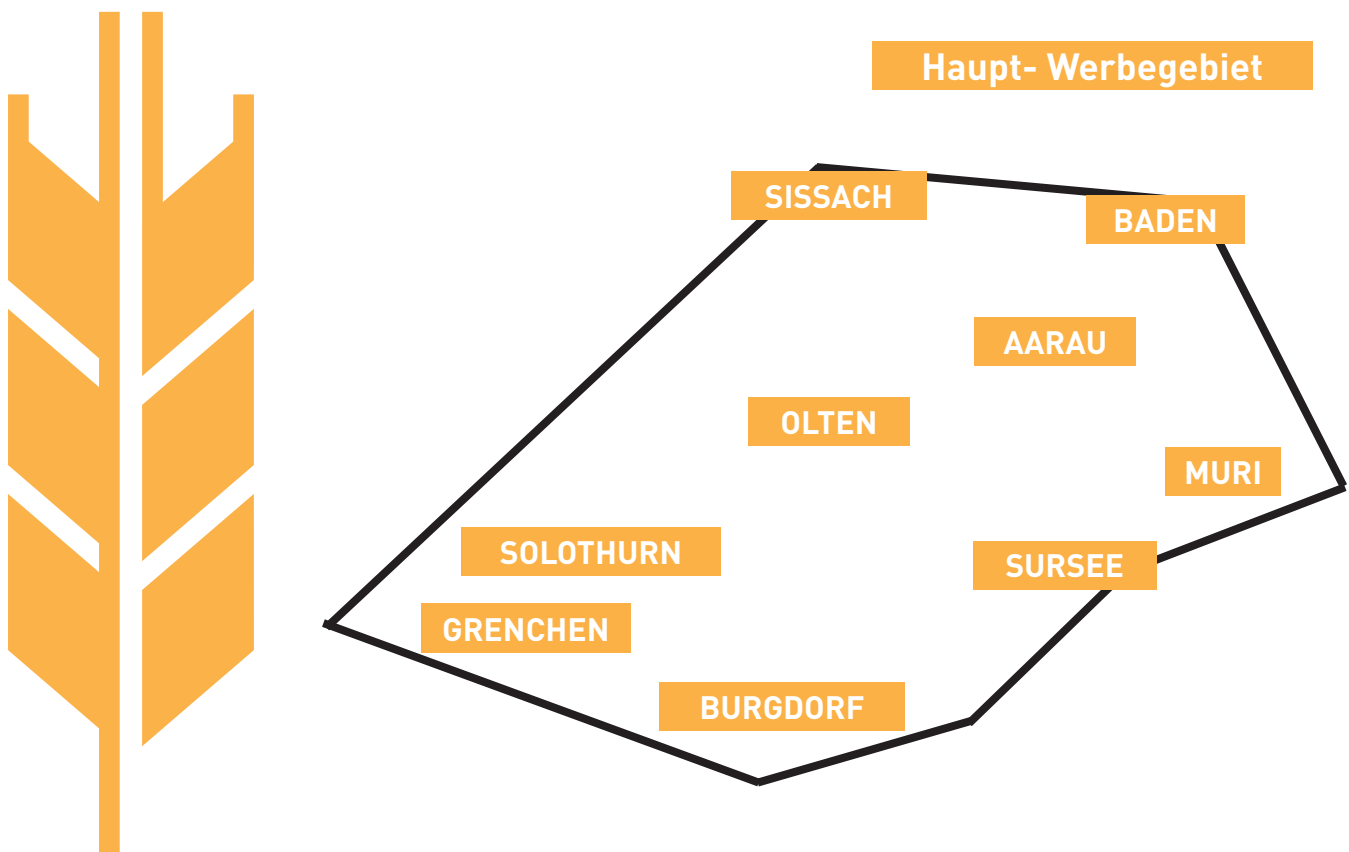 Haupt- Werbegebiet
SISSACH
BADEN
AARAU
OLTEN
MURI
SOLOTHURN
SURSEE
GRENCHEN
BURGDORF